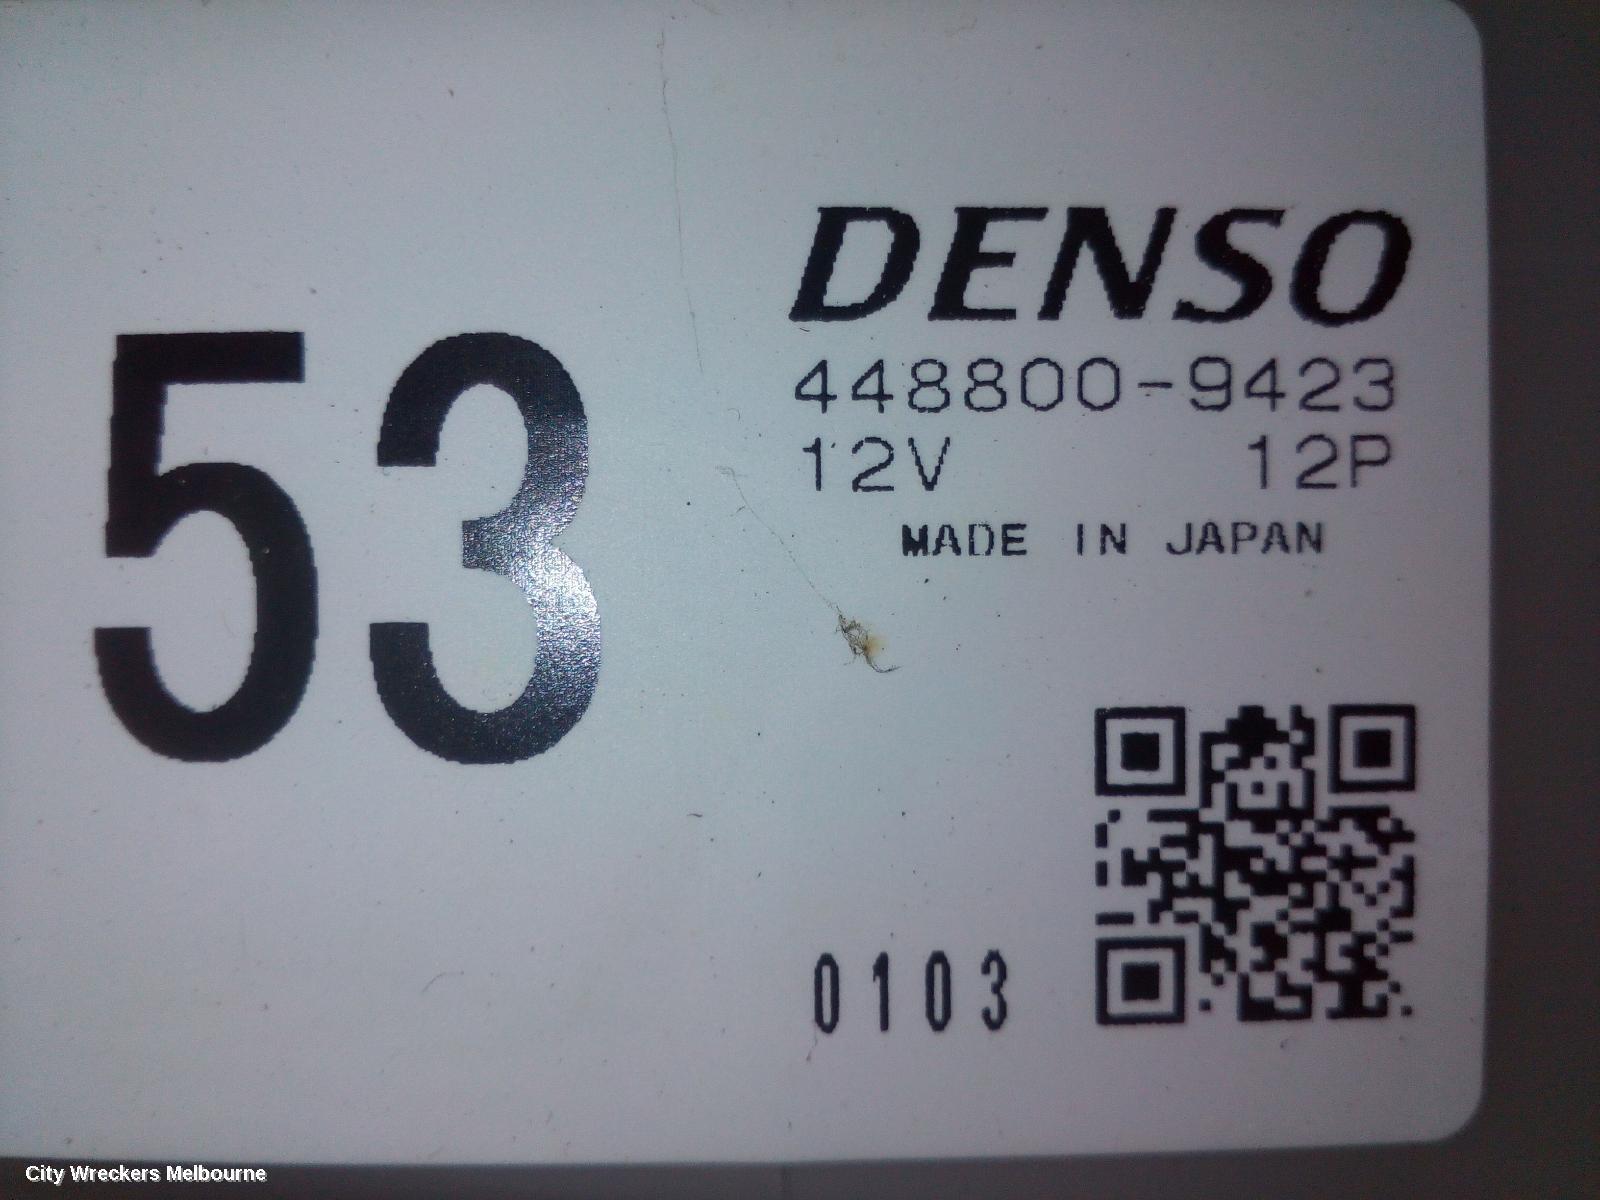 53
DENSO
448800-9423
12V 12P
MADE IN JAPAN
0103
City Wreckers Melbourne